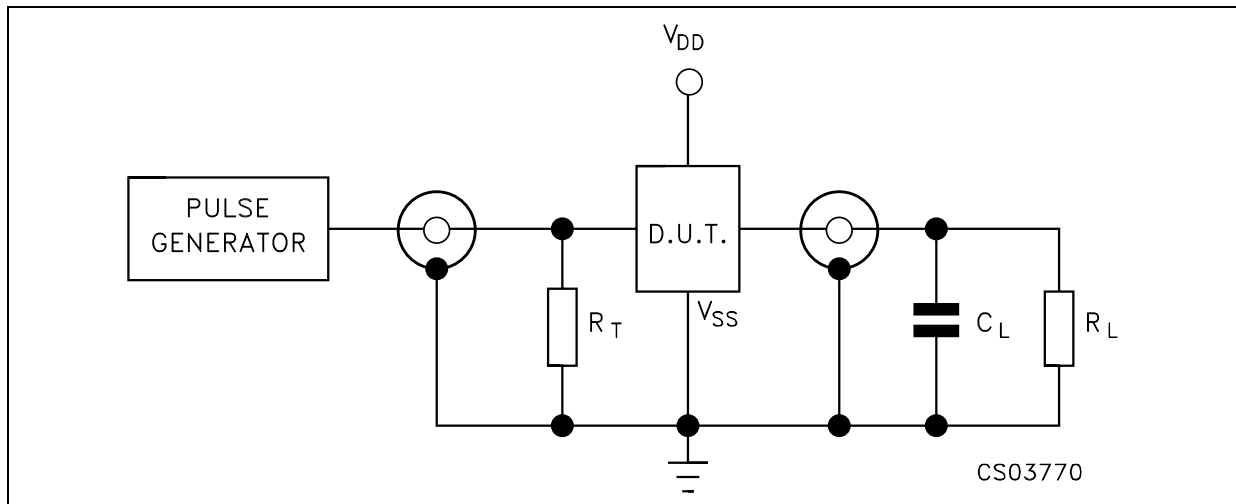 VDD
PULSE
GENERATOR
D.U.T.
RT
VSS
CL
RL
CS03770